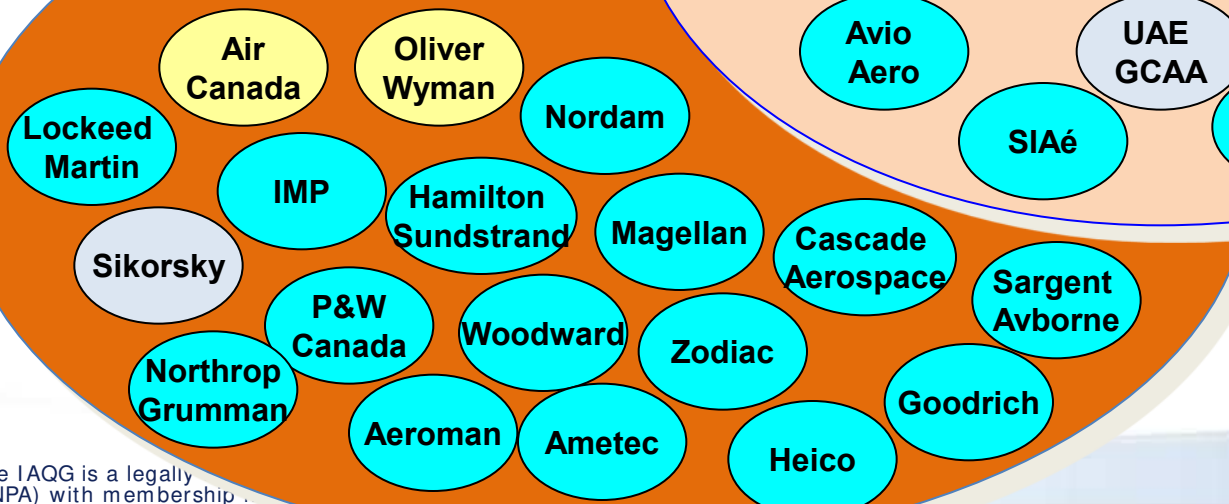 Air
Canada
Oliver
Wyman
Avio
Aero
UAE
GCAA
Lockeed
Martin
Nordam
SIAé
IMP
Hamilton
Sundstrand
Magellan
Cascade
Aerospace
Sikorsky
P&W
Canada
Woodward
Zodiac
Sargent
Avborne
Northrop
Grumman
Aeroman
Ametec
Heico
Goodrich
IAQG is a legally
NPA) with membership